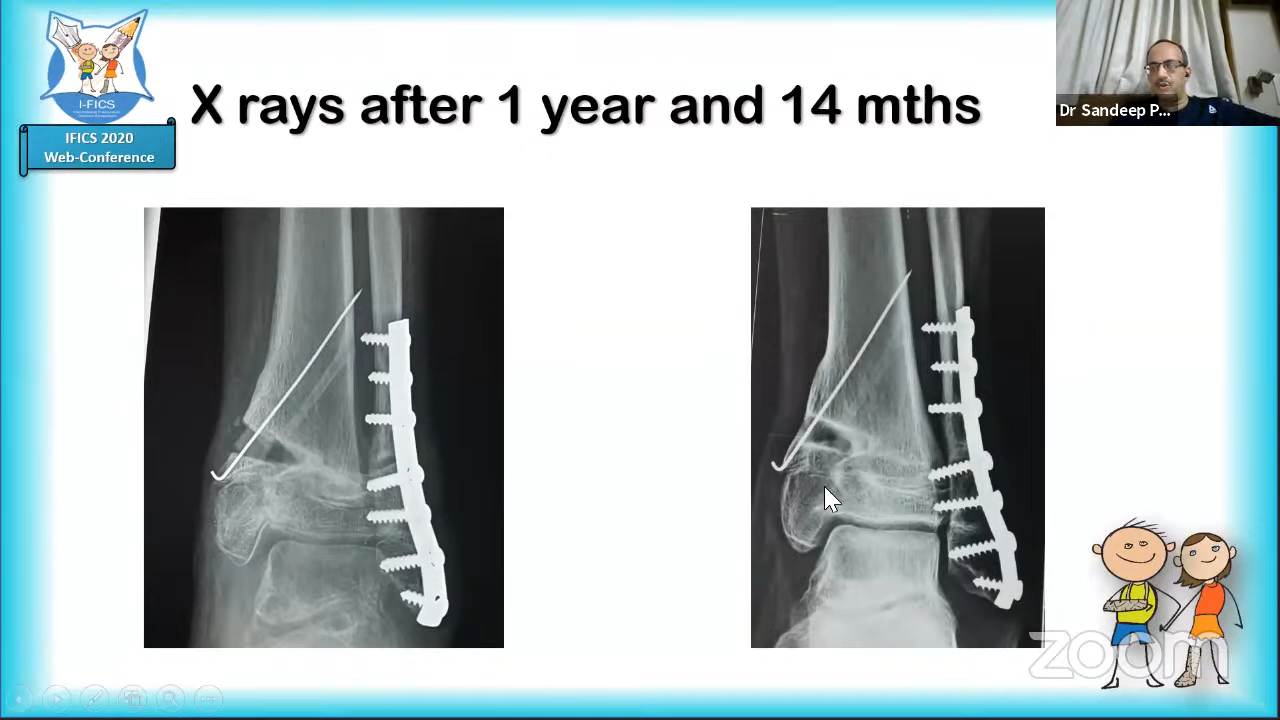 I-FICS
IFICS 2020
Web-Conference
X rays after 1 year and 14 mths
Dr Sandeep P...
zoom